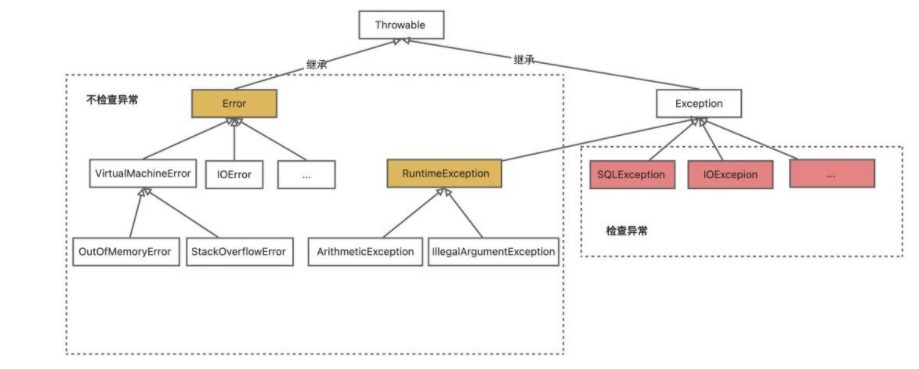 Throwable
继承
继承
不检查异常
Error
Exception
VirtualMachineError
IOError
...
RuntimeException
SQLException
IOExcepion
...
检查异常
OutOfMemoryError
StackOverflowError
ArithmeticException
IllegalArgumentException